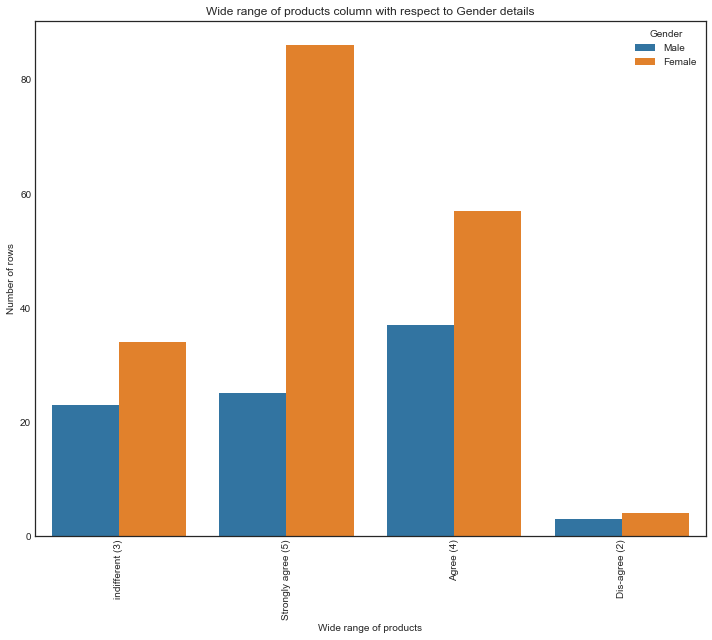 Wide range of products column with respect to Gender details
Gender
Male
Female
Number of rows
80
60
40
20
0
indifferent (3)
Strongly agree (5)
Agree (4)
Dis-agree (2)
Wide range of products